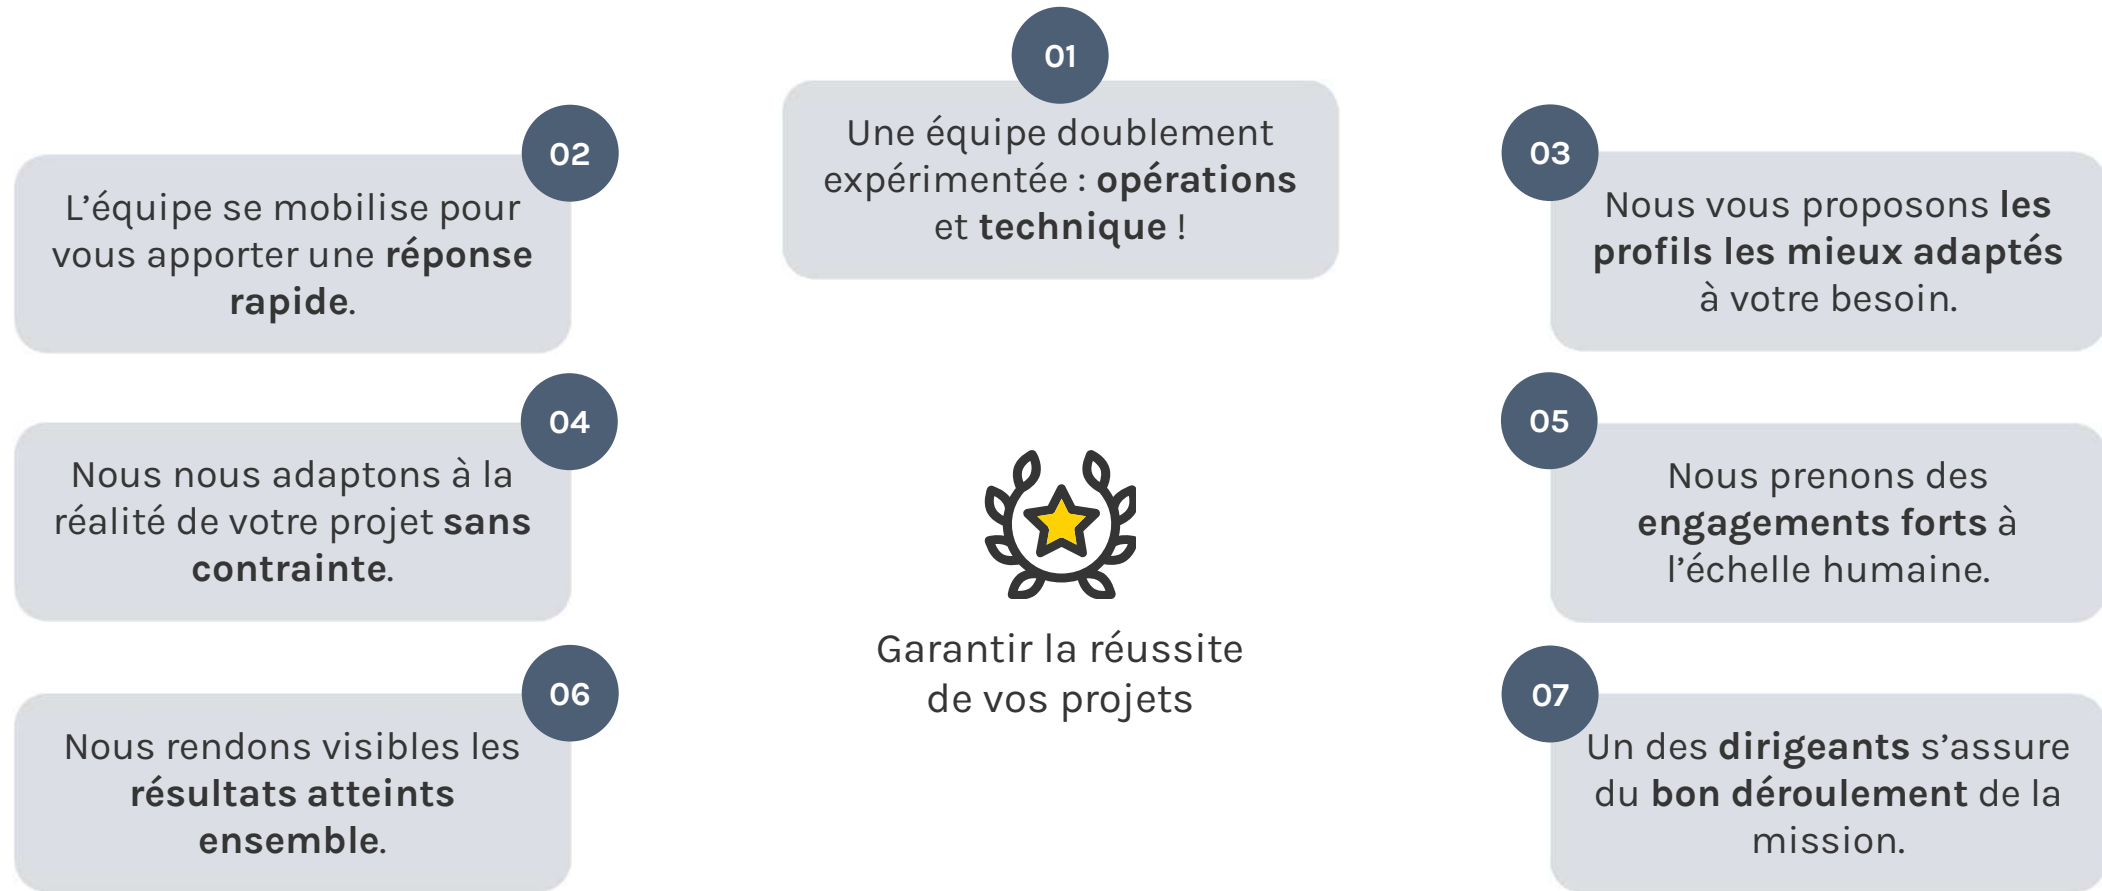 01
Une équipe doublement
expérimentée : opérations
et technique !
02
L’équipe se mobilise pour
vous apporter une réponse
rapide.
03
Nous vous proposons les
profils les mieux adaptés
à votre besoin.
04
Nous nous adaptons à la
réalité de votre projet sans
contrainte.
05
Nous prenons des
engagements forts à
l’échelle humaine.
Garantir la réussite
de vos projets
06
Nous rendons visibles les
résultats atteints
ensemble.
07
Un des dirigeants s’assure
du bon déroulement de la
mission.